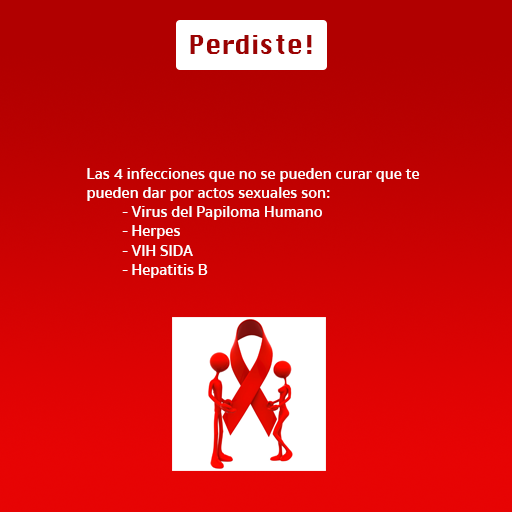 Perdiste!
Las 4 infecciones que no se pueden curar que te
pueden dar por actos sexuales son:
- Virus del Papiloma Humano
- Herpes
- VIH SIDA
- Hepatitis B